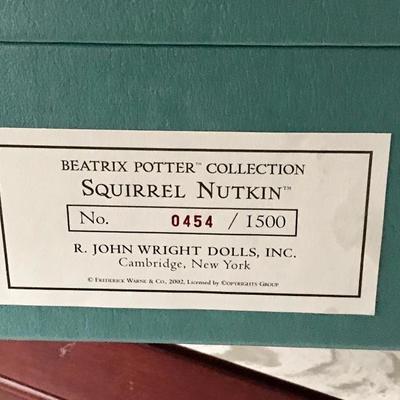 BEATRIX POTTER™ COLLECTION
SQUIRREL NUTKIN™
No. 0454 / 1500
R. JOHN WRIGHT DOLLS, INC.
Cambridge, New York
© FREDERICK WARNE & CO., 2002, Licensed by ©OPYRIGHTS GROUP